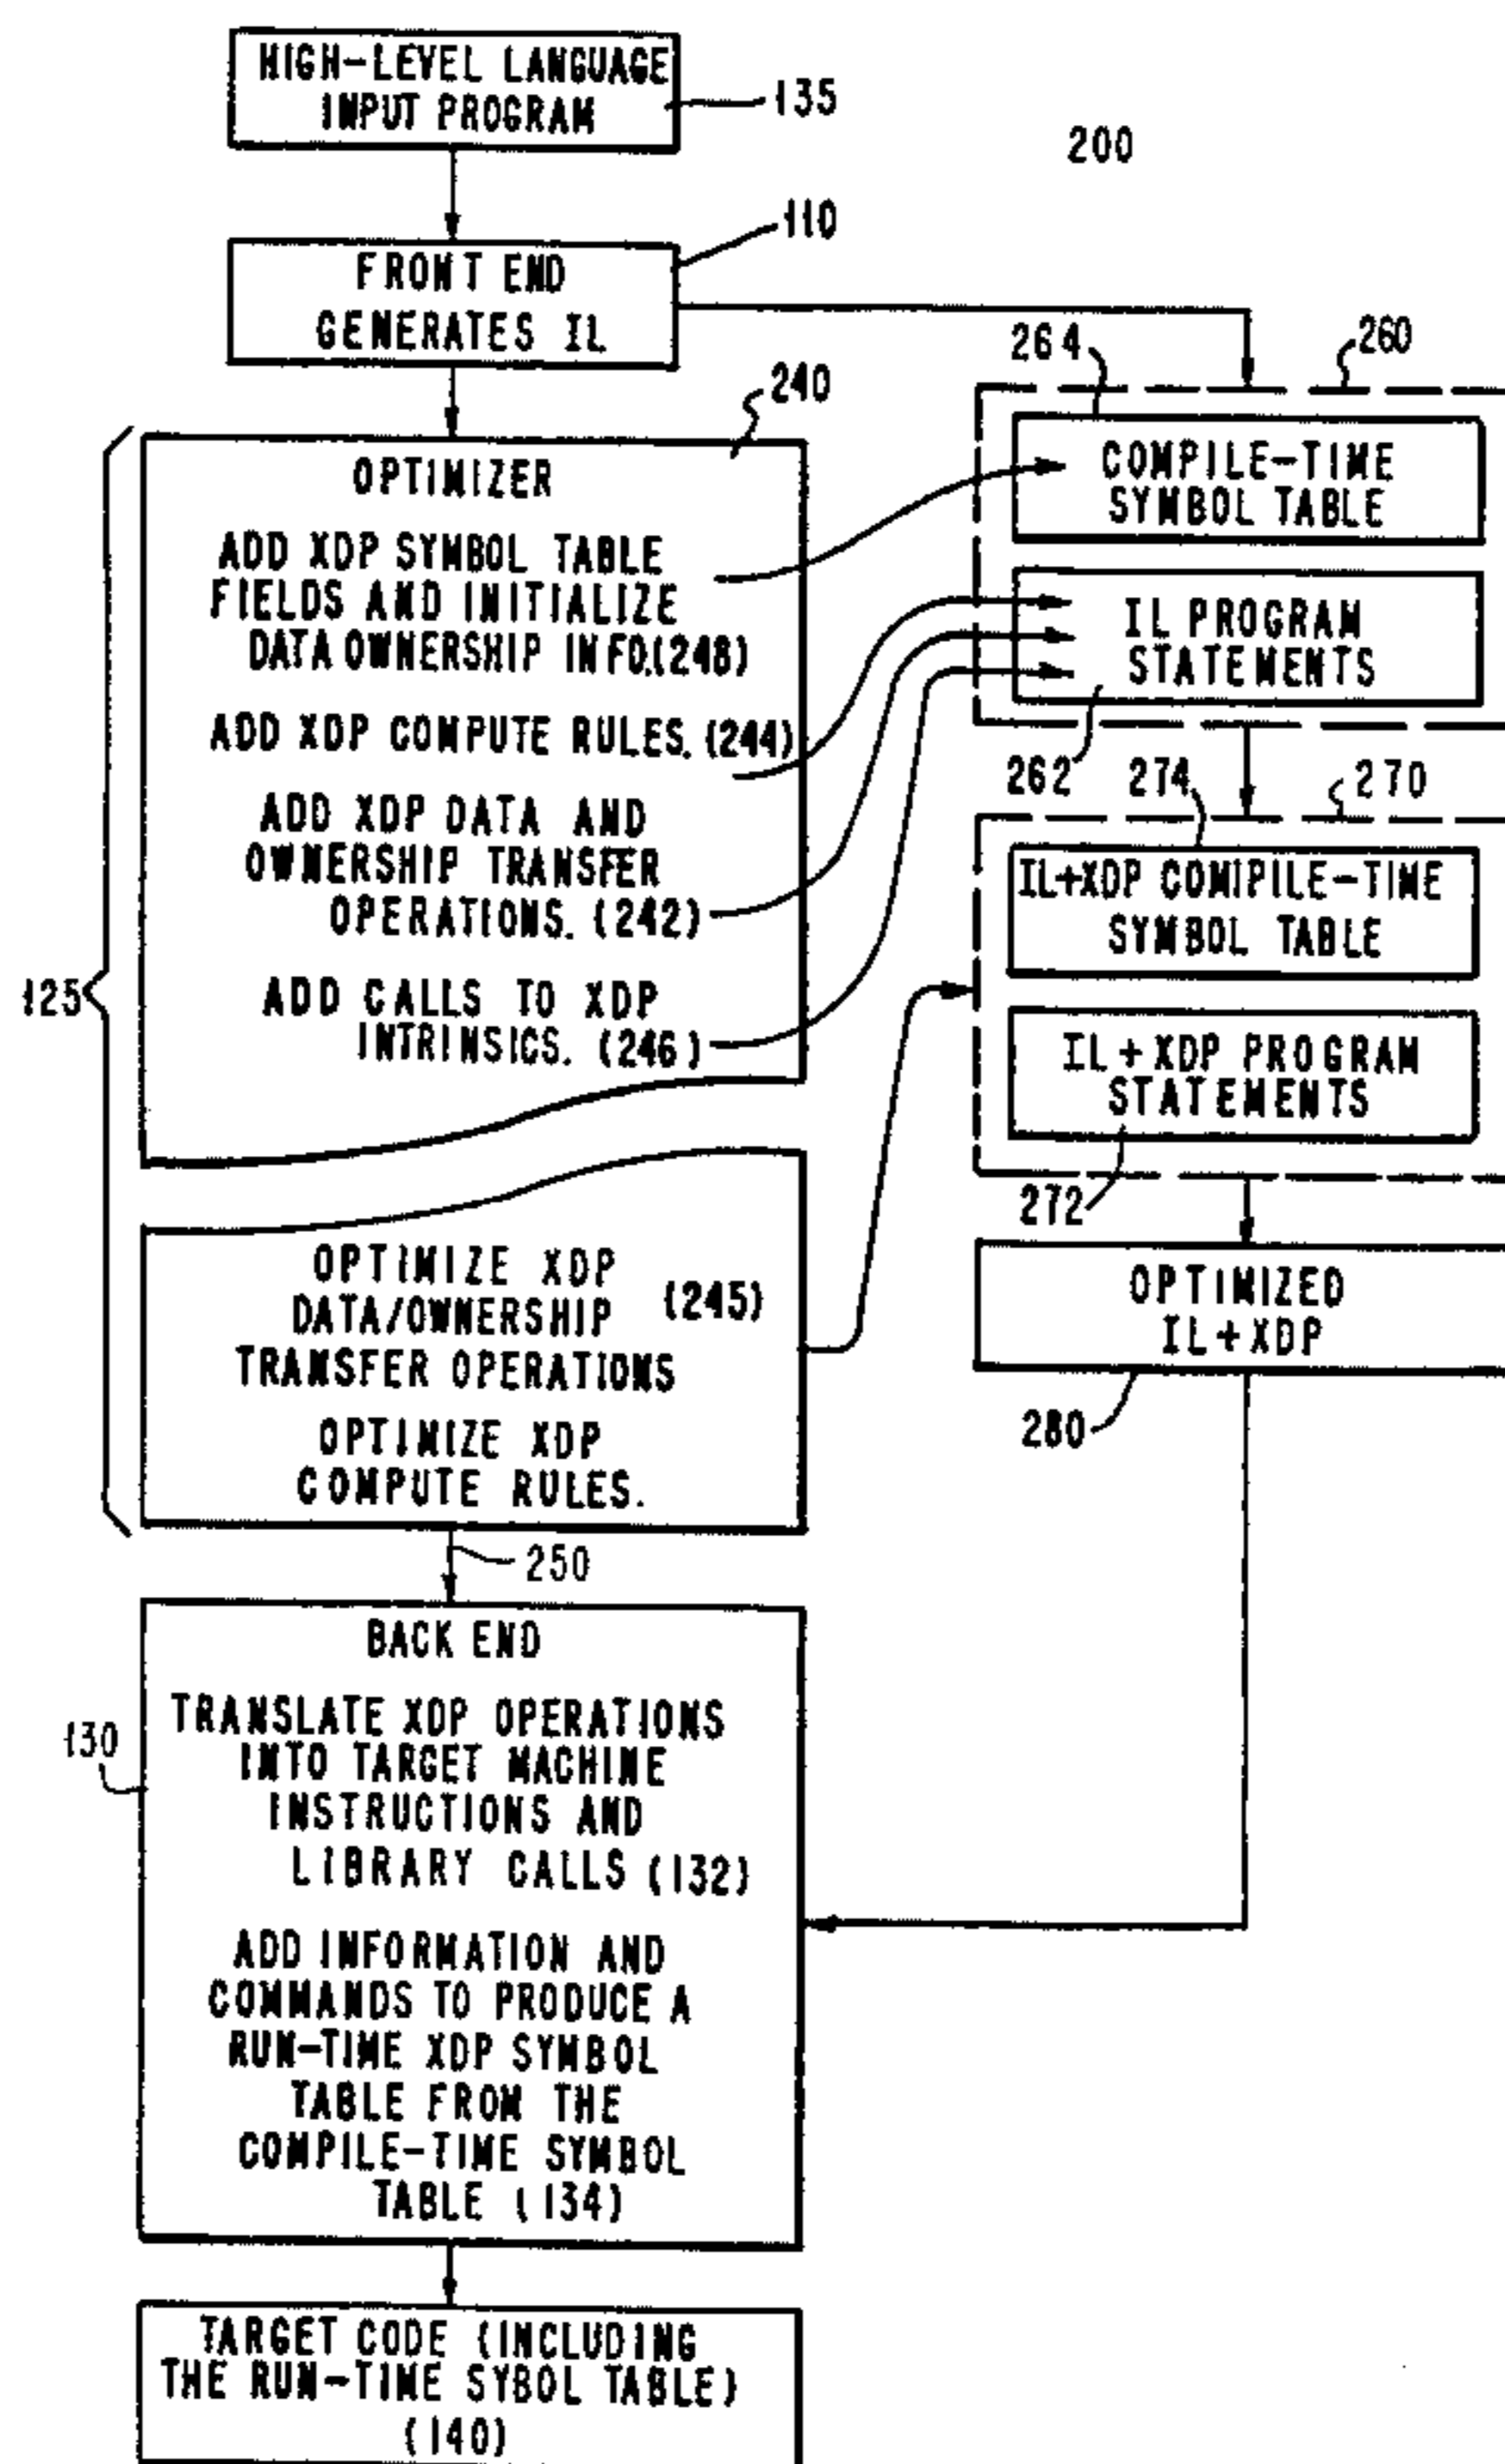 HIGH-LEVEL LANGUAGE
INPUT PROGRAM
135
200
110
FRONT END
GENERATES IL
264
260
240
OPTIMIZER
COMPILE-TIME
SYMBOL TABLE
ADD XDP SYMBOL TABLE
FIELDS AND INITIALIZE
DATA OWNERSHIP INFO.(248)
IL PROGRAM
STATEMENTS
ADD XDP COMPUTE RULES. (244)
262
274
270
ADD XDP DATA AND
OWNERSHIP TRANSFER
OPERATIONS. (242)
IL+XDP COMIPILE-TIME
SYMBOL TABLE
125
ADD CALLS TO XDP
INTRINSICS. (246)
IL+XDP PROGRAM
STATEMENTS
272
OPTIMIZE XDP
DATA/OWNERSHIP (245)
TRANSFER OPERATIONS
OPTIMIZED
IL+XDP
280
OPTIMIZE XDP
COMPUTE RULES.
250
BACK END
130
TRANSLATE XDP OPERATIONS
INTO TARGET MACHINE
INSTRUCTIONS AND
LIBRARY CALLS (132)
ADD INFORMATION AND
COMMANDS TO PRODUCE A
RUN-TIME XDP SYMBOL
TABLE FROM THE
COMPILE-TIME SYMBOL
TABLE (134)
TARGET CODE (INCLUDING
THE RUN-TIME SYBOL TABLE)
(140)